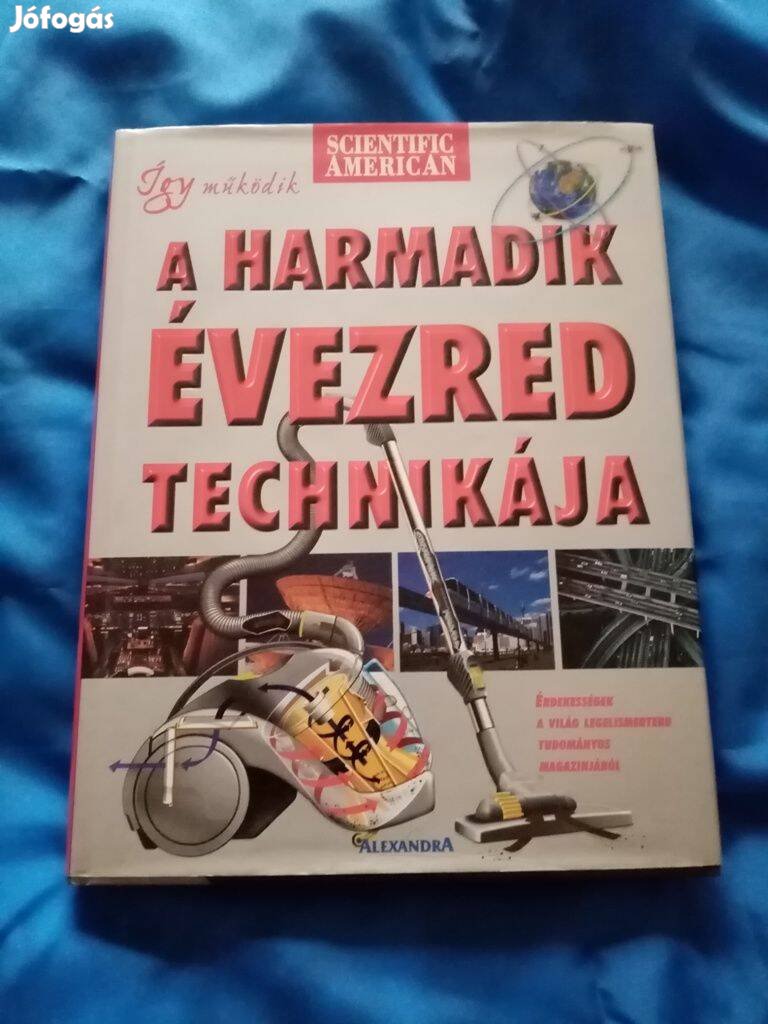 Jófogás
SCIENTIFIC
AMERICAN
Így működik
A HARMADIK
ÉVEZRED
TECHNIKÁJA
ÉRDEKESSÉGEK
A VILÁG LEGELISMERTEBB
TUDOMÁNYOS
MAGAZINJÁBÓL
ALEXANDRA